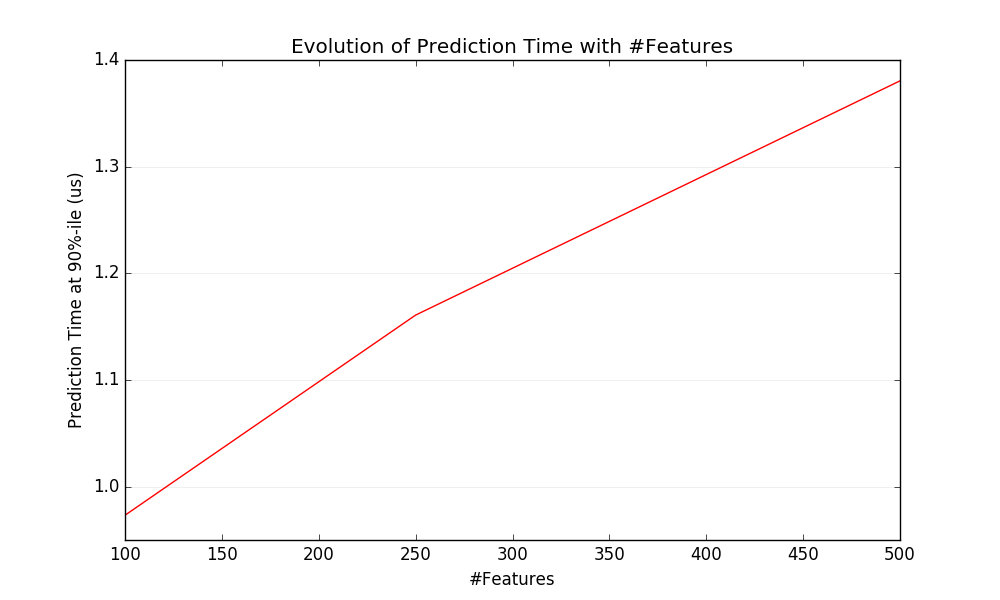 Evolution of Prediction Time with #Features
1.4
1.3
1.2
1.1
1.0
Prediction Time at 90%-ile (us)
100 150 200 250 300 350 400 450 500
#Features